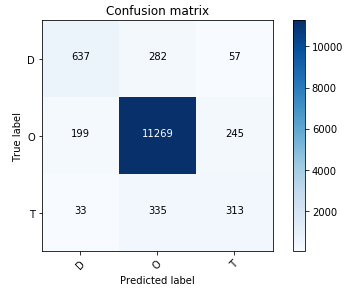 Confusion matrix
True label
D 637 282 57
O 199 11269 245
T 33 335 313
D O T
Predicted label
10000
8000
6000
4000
2000